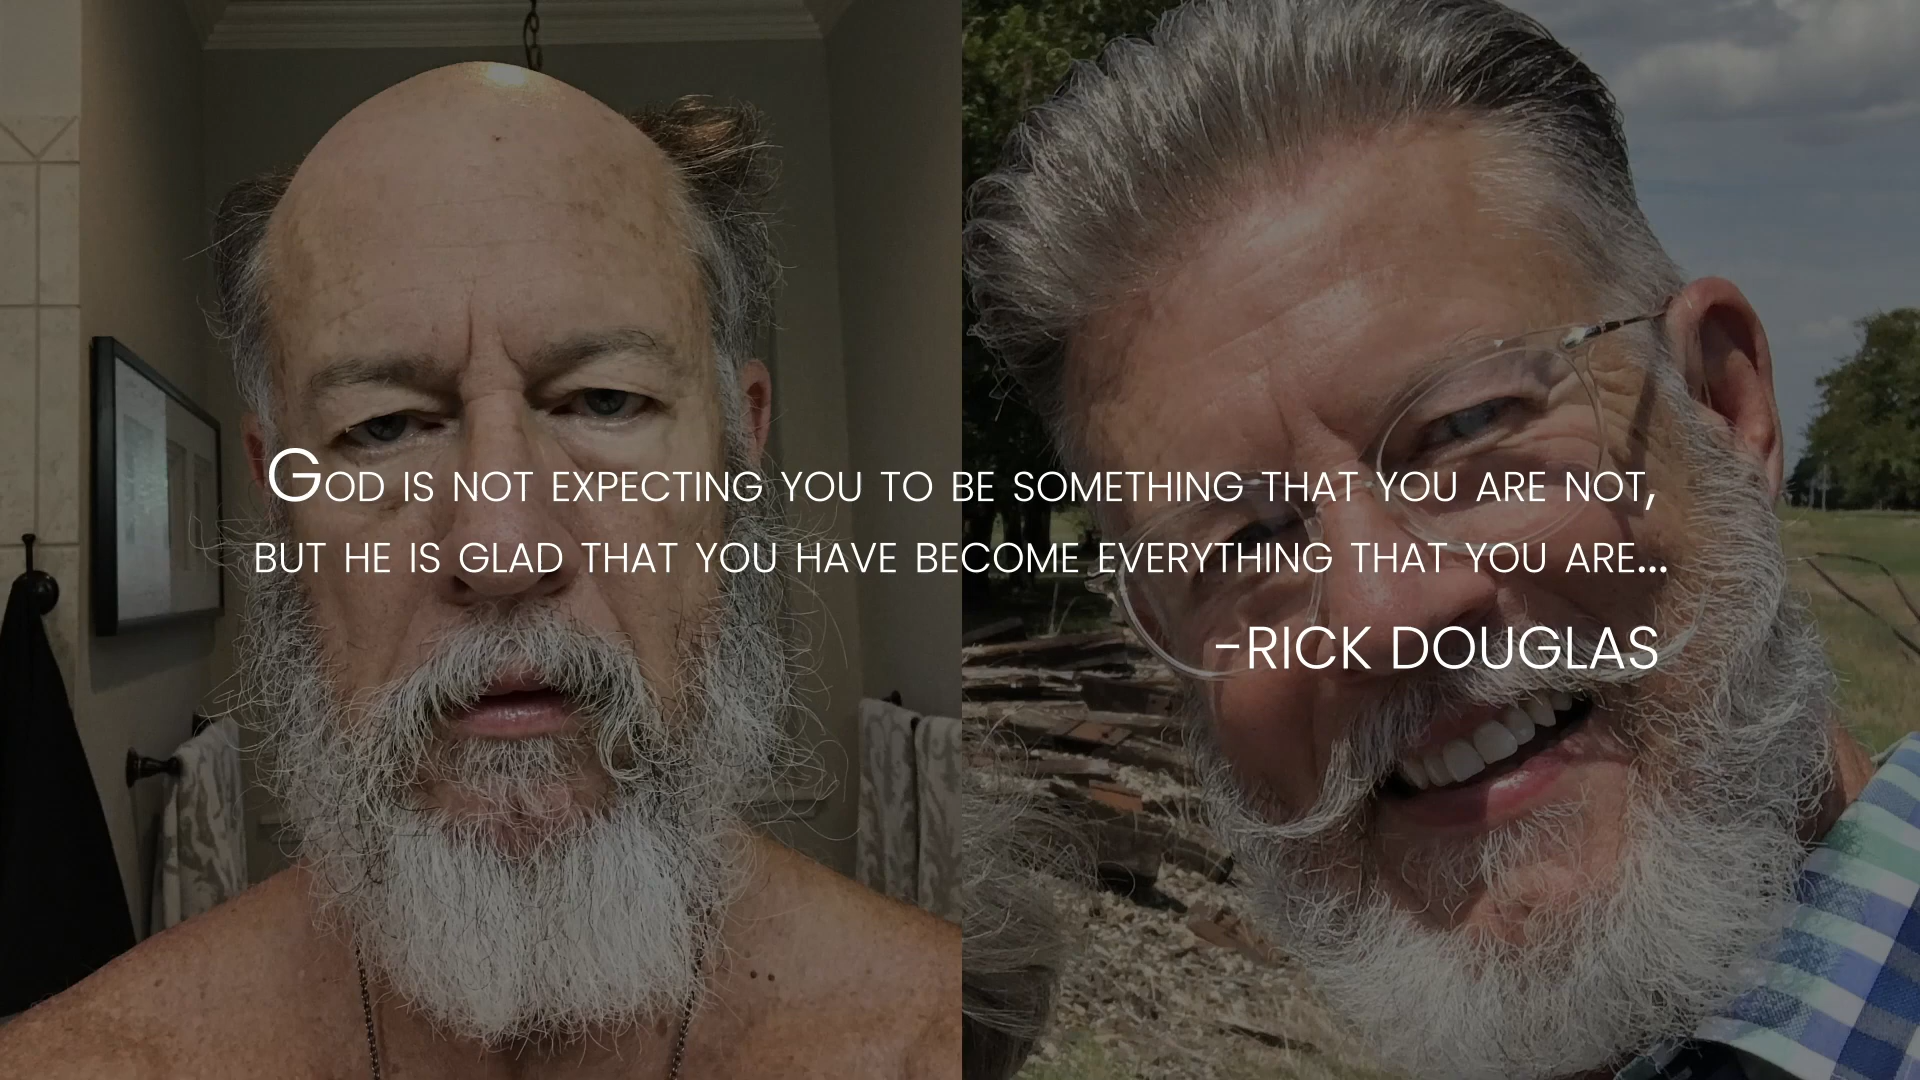 God is not expecting you to be something that you are not,
but he is glad that you have become everything that you are...
-RICK DOUGLAS